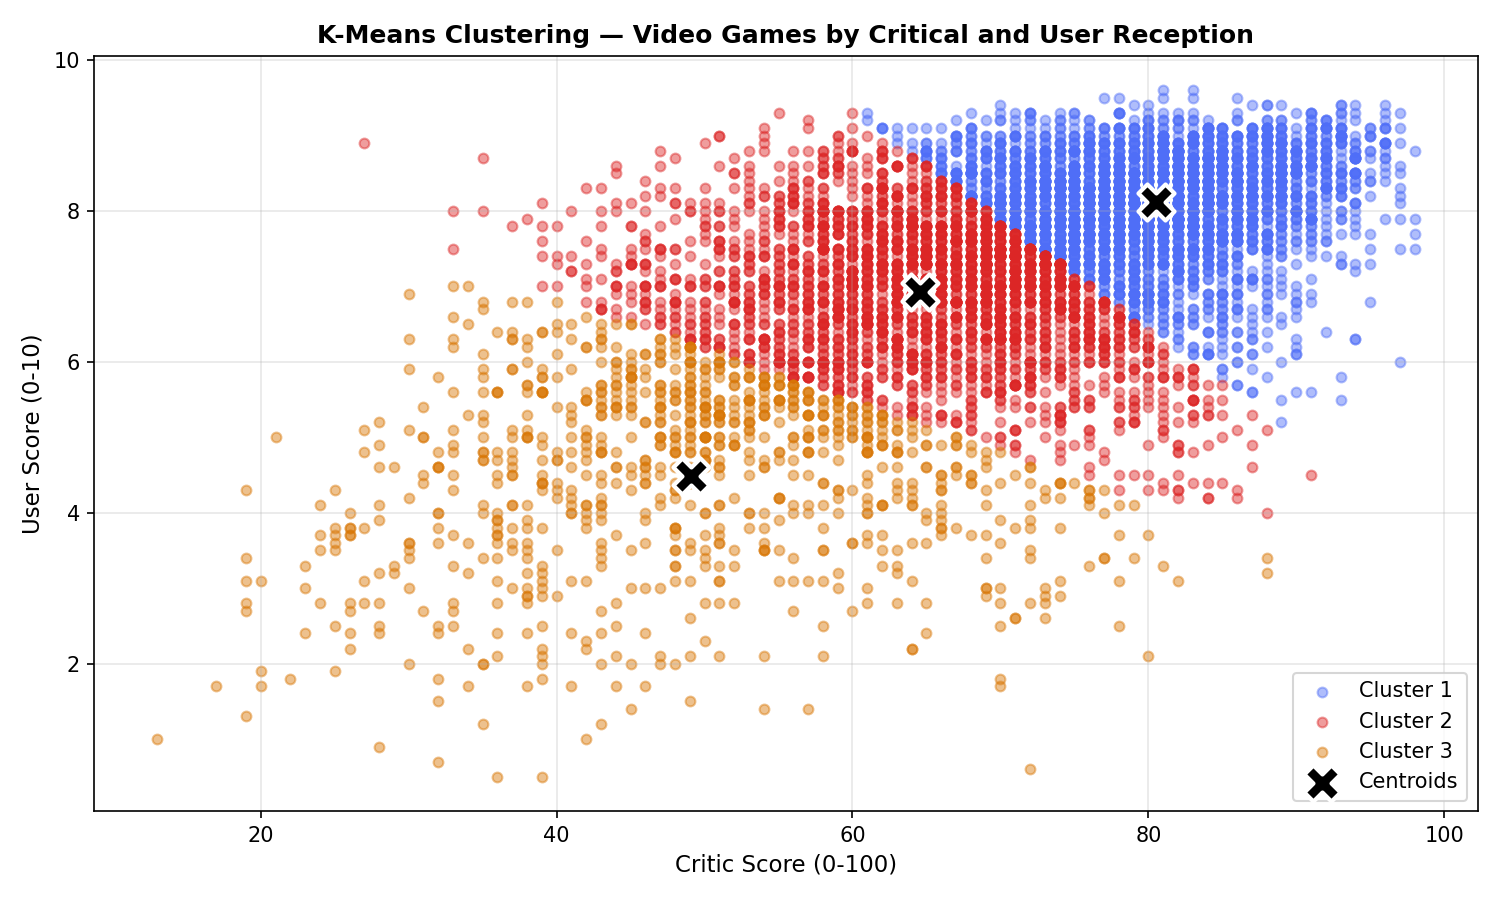 K-Means Clustering — Video Games by Critical and User Reception
User Score (0-10)
10
8
6
4
2
20
40
60
80
100
Critic Score (0-100)
Cluster 1
Cluster 2
Cluster 3
Centroids